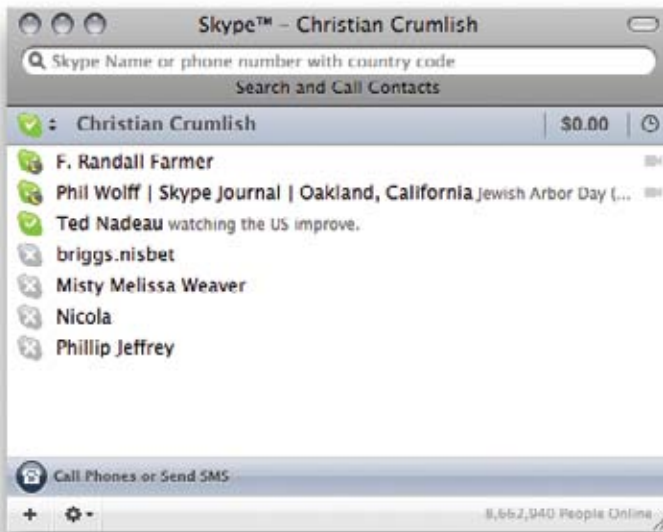 Skype™ – Christian Crumlish
Skype Name or phone number with country code
Search and Call Contacts
Christian Crumlish $0.00
F. Randall Farmer
Phil Wolff | Skype Journal | Oakland, California Jewish Arbor Day (...
Ted Nadeau watching the US improve.
briggs.nisbet
Misty Melissa Weaver
Nicola
Phillip Jeffrey
Call Phones or Send SMS
8,662,940 People Online